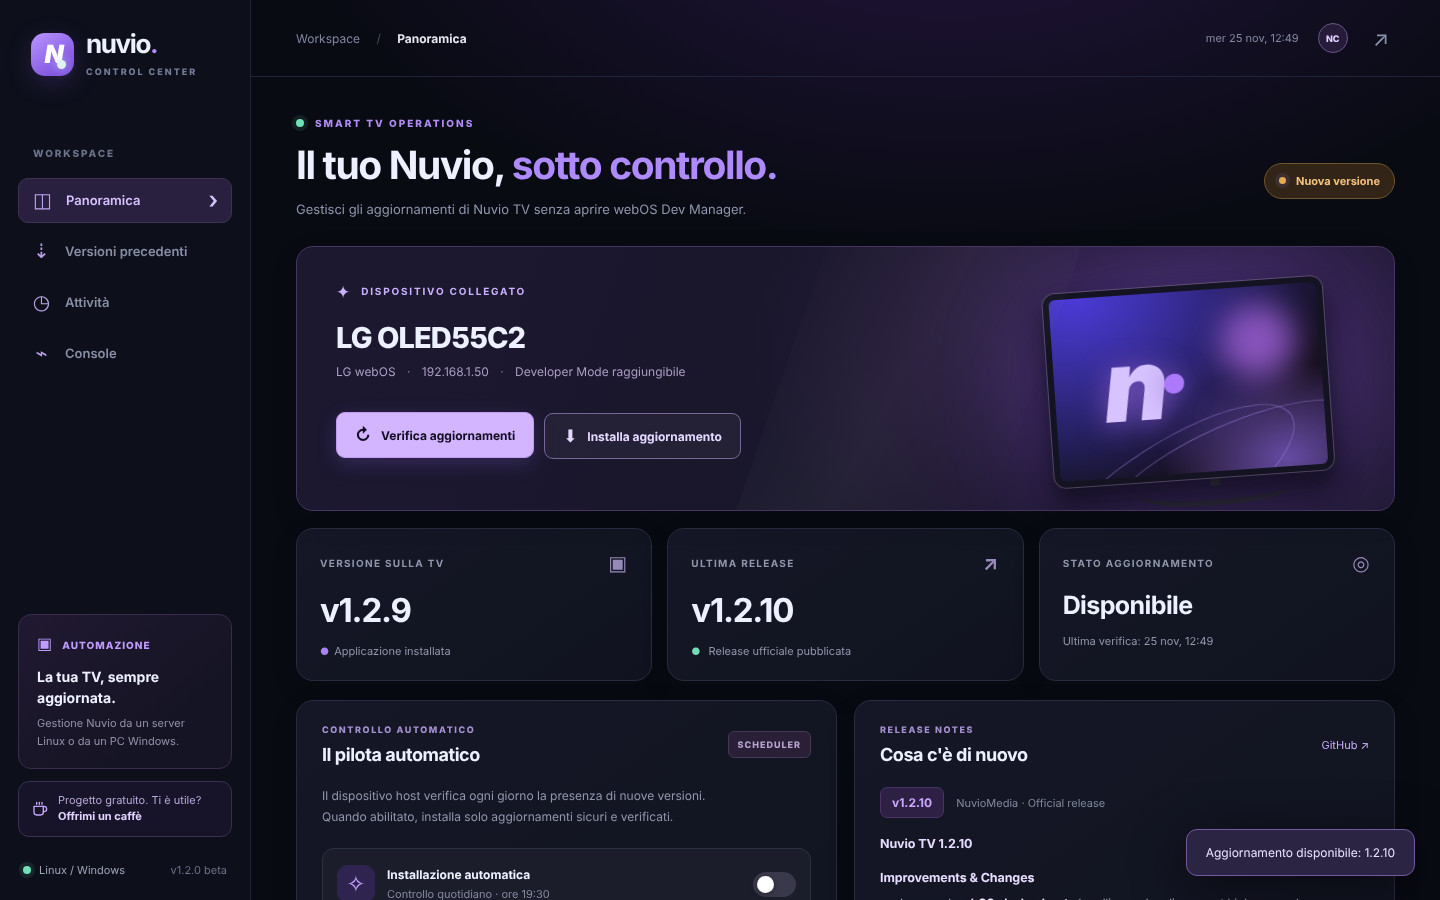 nuvio.
CONTROL CENTER
WORKSPACE
Panoramica
Versioni precedenti
Attività
Console
AUTOMAZIONE
La tua TV, sempre
aggiornata.
Gestione Nuvio da un server
Linux o da un PC Windows.
Progetto gratuito. Ti è utile?
Offrimi un caffè
Linux / Windows
v1.2.0 beta
Workspace / Panoramica
mer 25 nov, 12:49
NC
SMART TV OPERATIONS
Il tuo Nuvio, sotto controllo.
Gestisci gli aggiornamenti di Nuvio TV senza aprire webOS Dev Manager.
Nuova versione
DISPOSITIVO COLLEGATO
LG OLED55C2
LG webOS · 192.168.1.50 · Developer Mode raggiungibile
Verifica aggiornamenti
Installa aggiornamento
n
VERSIONE SULLA TV
v1.2.9
Applicazione installata
ULTIMA RELEASE
v1.2.10
Release ufficiale pubblicata
STATO AGGIORNAMENTO
Disponibile
Ultima verifica: 25 nov, 12:49
CONTROLLO AUTOMATICO
Il pilota automatico
SCHEDULER
Il dispositivo host verifica ogni giorno la presenza di nuove versioni.
Quando abilitato, installa solo aggiornamenti sicuri e verificati.
Installazione automatica
Controllo quotidiano · ore 19:30
RELEASE NOTES
Cosa c'è di nuovo
GitHub ↗
v1.2.10
NuvioMedia · Official release
Nuvio TV 1.2.10
Improvements & Changes
Aggiornamento disponibile: 1.2.10